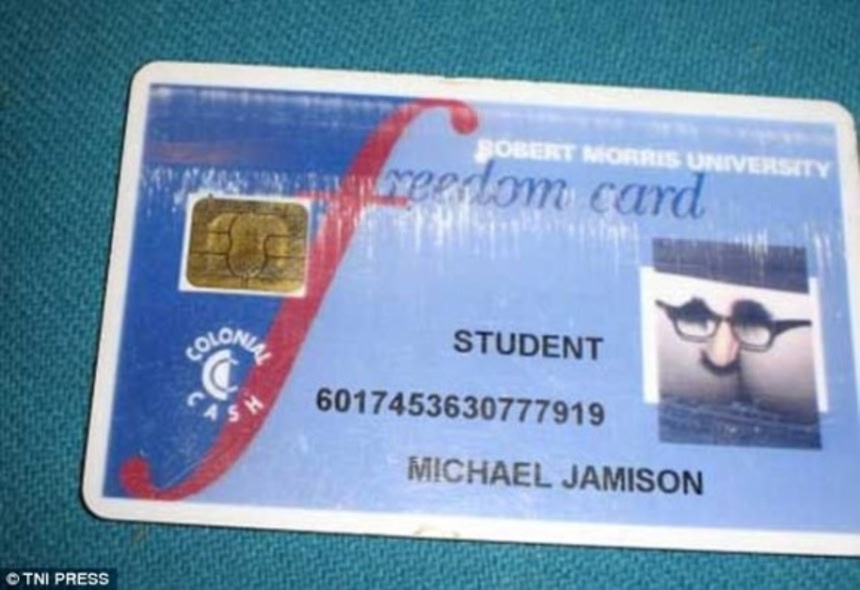 ROBERT MORRIS UNIVERSITY
freedom card
COLONIAL
CASH
STUDENT
6017453630777919
MICHAEL JAMISON
© TNI PRESS